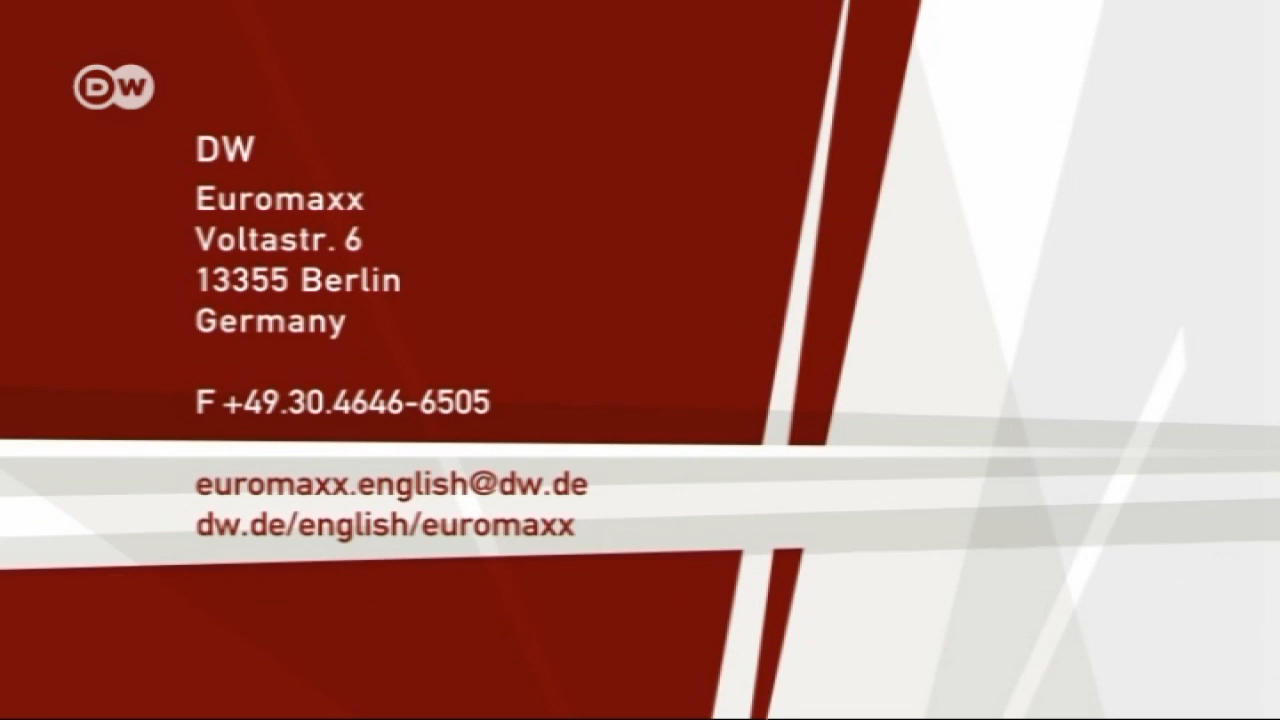 DW
DW
Euromaxx
Voltastr. 6
13355 Berlin
Germany
F +49.30.4646-6505
euromaxx.english@dw.de
dw.de/english/euromaxx